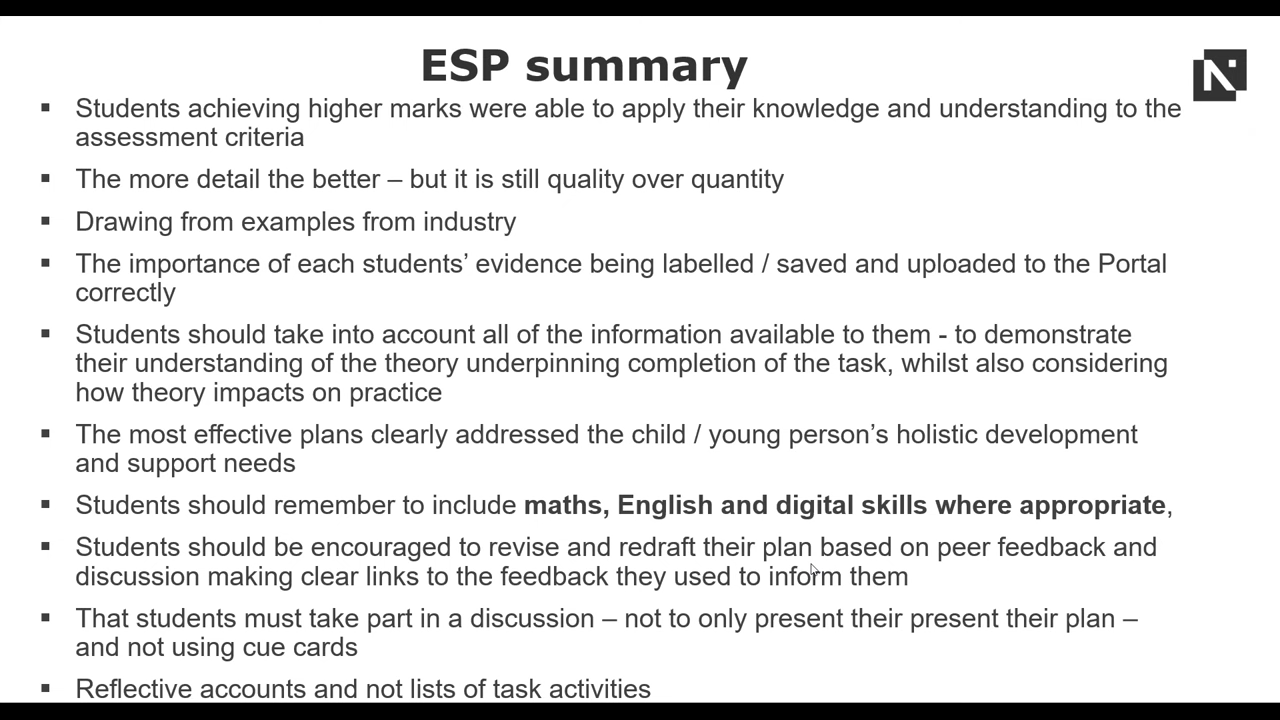 ESP summary
N
▪ Students achieving higher marks were able to apply their knowledge and understanding to the
assessment criteria
▪ The more detail the better – but it is still quality over quantity
▪ Drawing from examples from industry
▪ The importance of each students’ evidence being labelled / saved and uploaded to the Portal
correctly
▪ Students should take into account all of the information available to them - to demonstrate
their understanding of the theory underpinning completion of the task, whilst also considering
how theory impacts on practice
▪ The most effective plans clearly addressed the child / young person’s holistic development
and support needs
▪ Students should remember to include maths, English and digital skills where appropriate,
▪ Students should be encouraged to revise and redraft their plan based on peer feedback and
discussion making clear links to the feedback they used to inform them
▪ That students must take part in a discussion – not to only present their present their plan –
and not using cue cards
▪ Reflective accounts and not lists of task activities